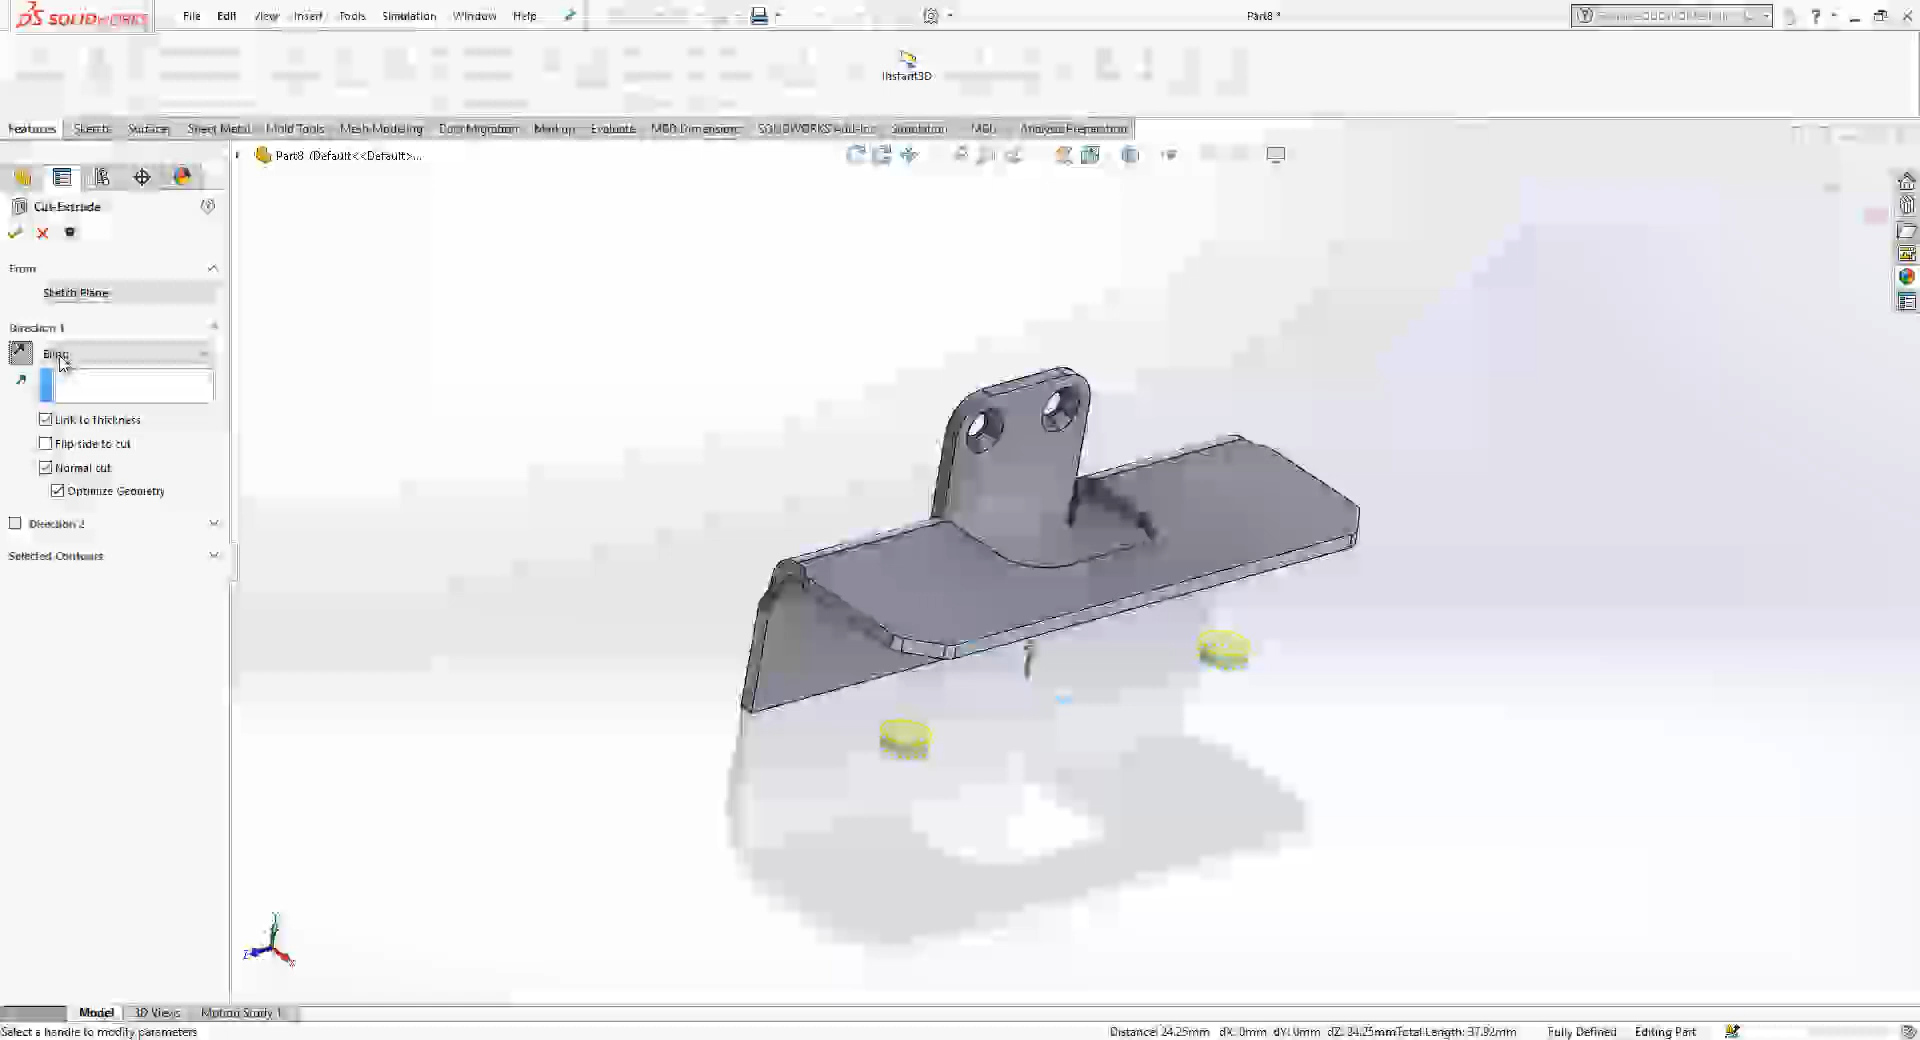 SOLIDWORKS
File Edit View Insert Tools Simulation Window Help
Part8 *
Instant3D
Features Sketch Surface Sheet Metal Mold Tools Mesh Modeling Data Migration Markup Evaluate MBD Dimension SOLIDWORKS Add-Ins Simulation MBD Analysis Preparation
Part8 (Default<<Default>...
Cut-Extrude
From
Sketch Plane
Direction 1
Link to thickness
Flip side to cut
Normal cut
Optimize Geometry
Direction 2
Selected Contours
Model 3D Views Motion Study 1
Select a handle to modify parameters
Distance: 24.25mm dX: 0mm dY: 0mm Total Length: 37.92mm Fully Defined Editing Part